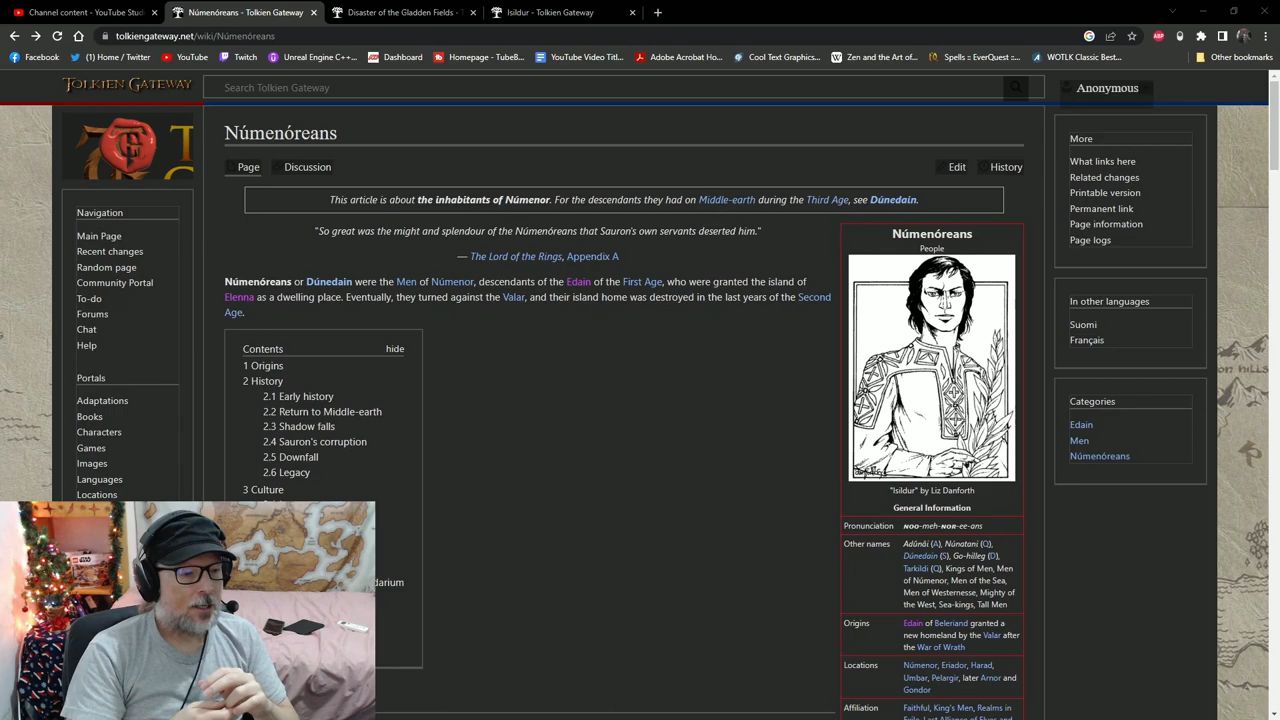 Channel content - YouTube Studi
Númenóreans - Tolkien Gateway
Disaster of the Gladden Fields - T
Isildur - Tolkien Gateway
tolkiengateway.net/wiki/Númenóreans
Facebook
(1) Home / Twitter
YouTube
Twitch
Unreal Engine C++...
Dashboard
Homepage - TubeB...
YouTube Video Titl...
Adobe Acrobat Ho...
Cool Text Graphics...
Zen and the Art of...
Spells :: EverQuest ...
WOTLK Classic Best...
Other bookmarks
TOLKIEN GATEWAY
Search Tolkien Gateway
Anonymous
Númenóreans
Page
Discussion
Edit
History
This article is about the inhabitants of Númenor. For the descendants they had on Middle-earth during the Third Age, see Dúnedain.
"So great was the might and splendour of the Númenóreans that Sauron's own servants deserted him."
— The Lord of the Rings, Appendix A
Númenóreans or Dúnedain were the Men of Númenor, descendants of the Edain of the First Age, who were granted the island of
Elenna as a dwelling place. Eventually, they turned against the Valar, and their island home was destroyed in the last years of the Second
Age.
Contents
hide
1 Origins
2 History
2.1 Early history
2.2 Return to Middle-earth
2.3 Shadow falls
2.4 Sauron's corruption
2.5 Downfall
2.6 Legacy
3 Culture
darium
Navigation
Main Page
Recent changes
Random page
Community Portal
To-do
Forums
Chat
Help
Portals
Adaptations
Books
Characters
Games
Images
Languages
Locations
Númenóreans
People
"Isildur" by Liz Danforth
General Information
Pronunciation
NOO-meh-NOR-ee-ans
Other names
Adûnâi (A), Núnatani (Q),
Dúnedain (S), Go-hilleg (D),
Tarkildi (Q), Kings of Men, Men
of Númenor, Men of the Sea,
Men of Westernesse, Mighty of
the West, Sea-kings, Tall Men
Origins
Edain of Beleriand granted a
new homeland by the Valar after
the War of Wrath
Locations
Númenor, Eriador, Harad,
Umbar, Pelargir, later Arnor and
Gondor
Affiliation
Faithful, King's Men, Realms in
Exile, Last Alliance of Elves and
More
What links here
Related changes
Printable version
Permanent link
Page information
Page logs
In other languages
Suomi
Français
Categories
Edain
Men
Númenóreans